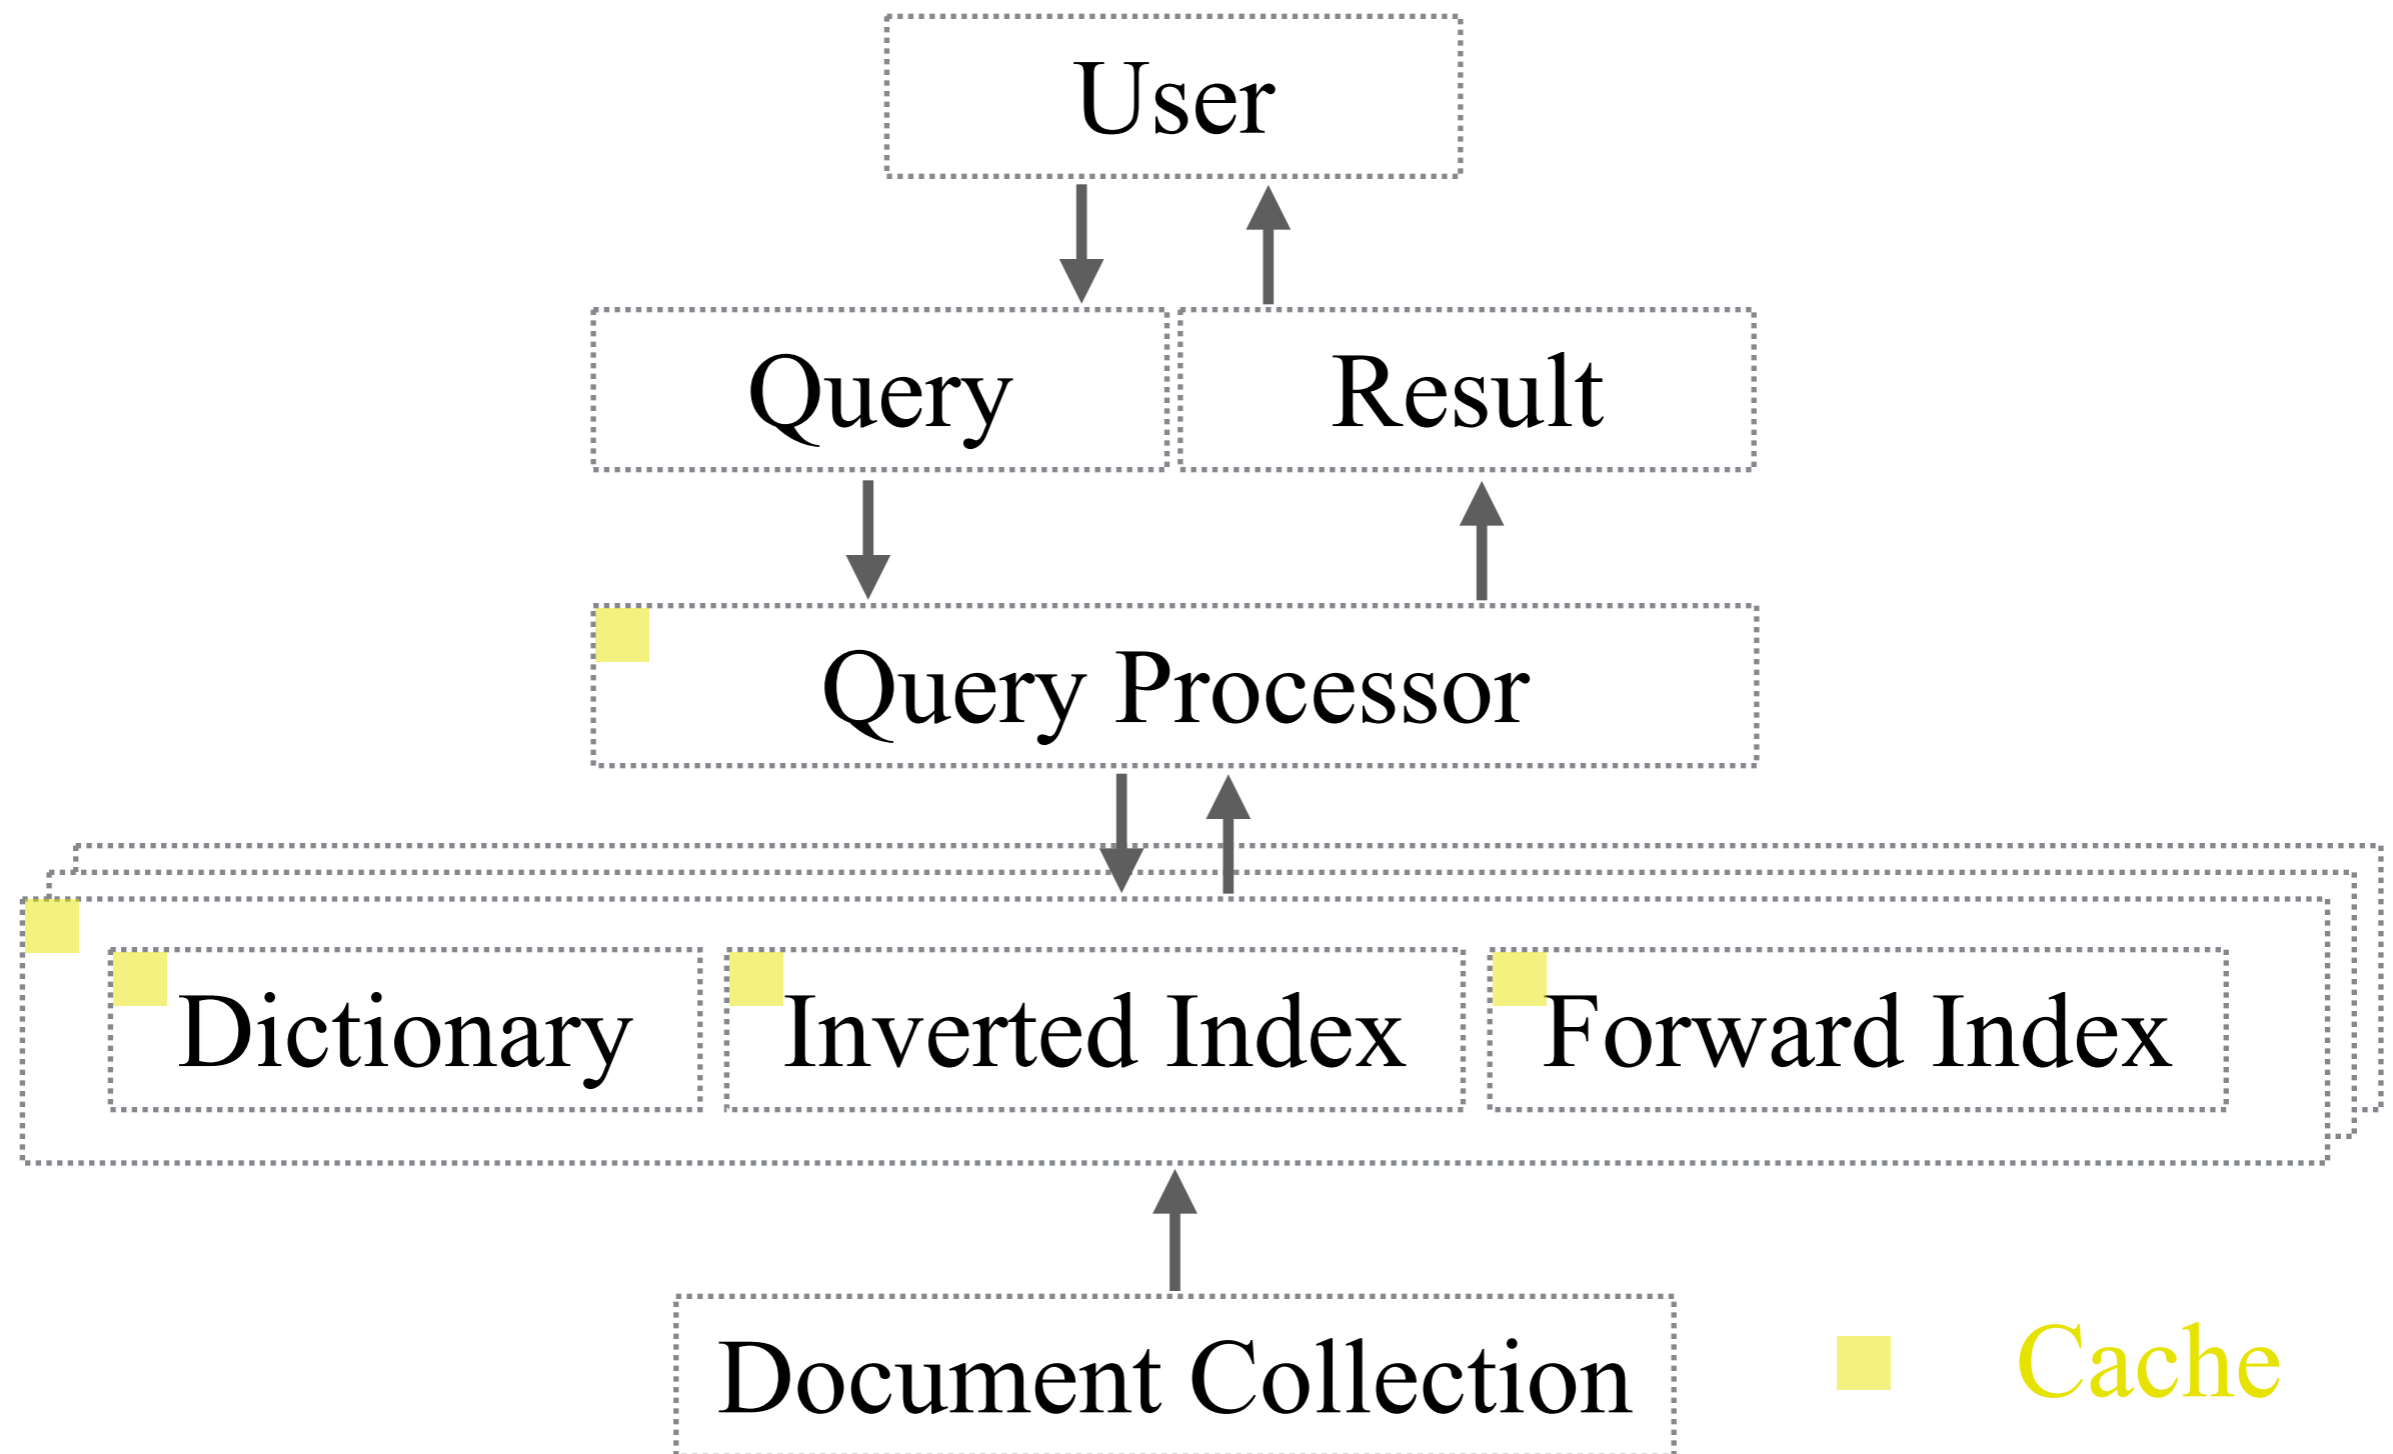 User
Query
Result
Query Processor
Dictionary
Inverted Index
Forward Index
Document Collection
Cache